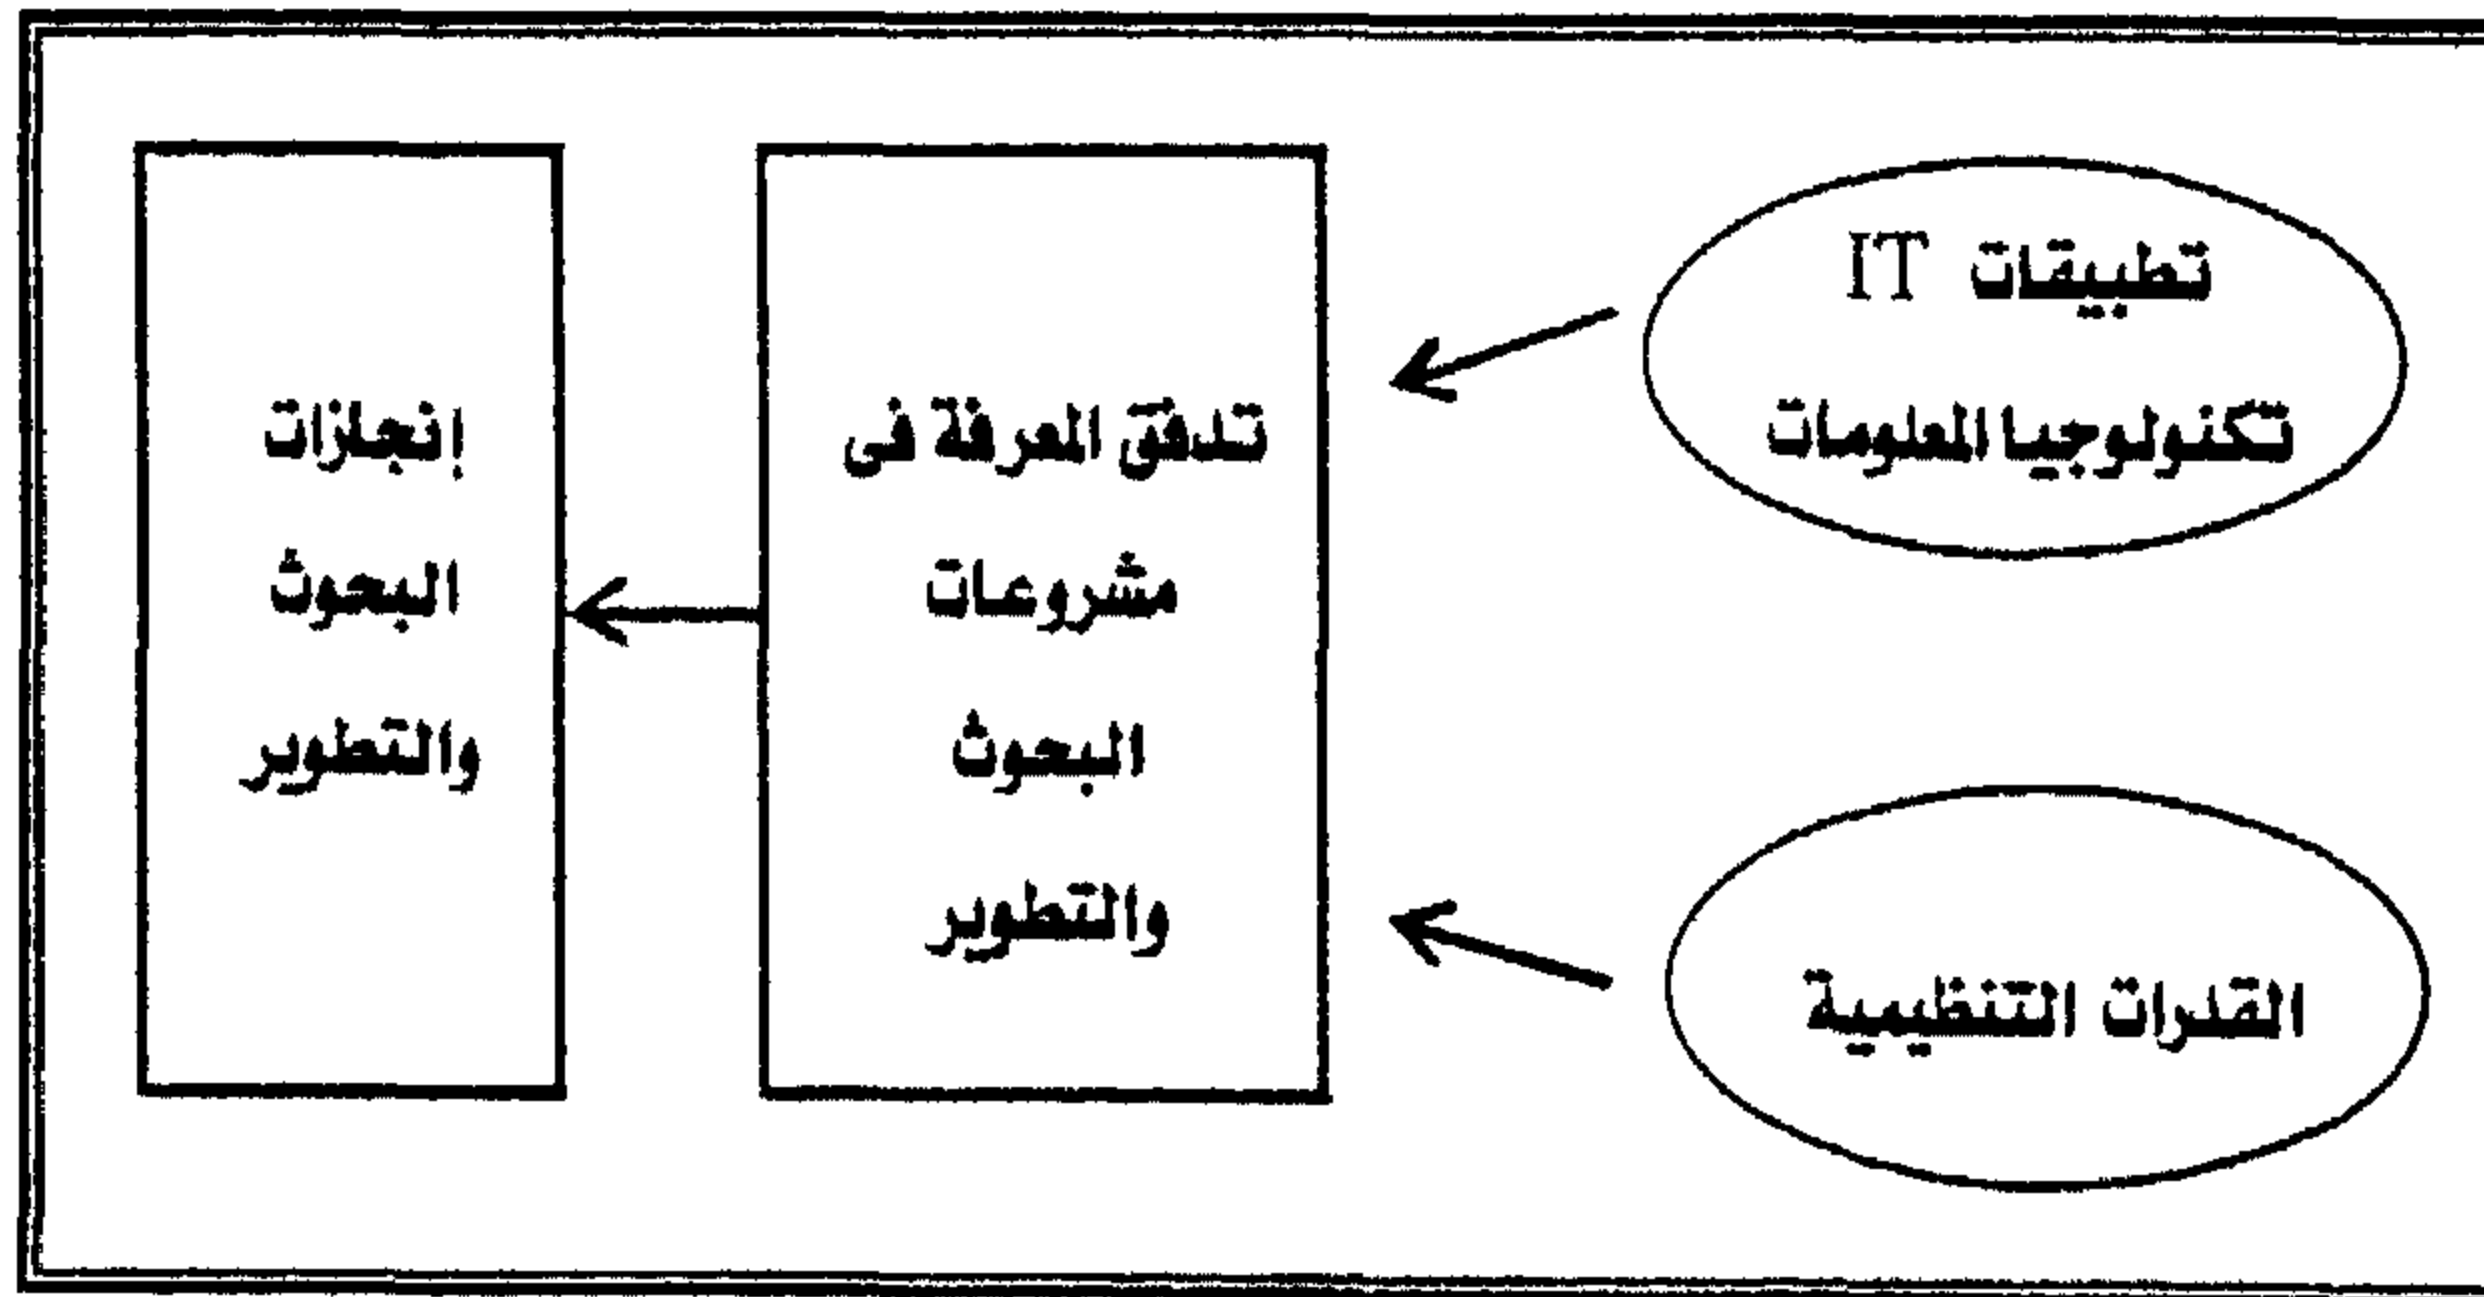 تطبيقات IT
تكنولوجيا المعلومات
القدرات التنظيمية
تدفق المعرفة فى
مشروعات
البحوث
والتطوير
إنجازات
البحوث
والتطوير